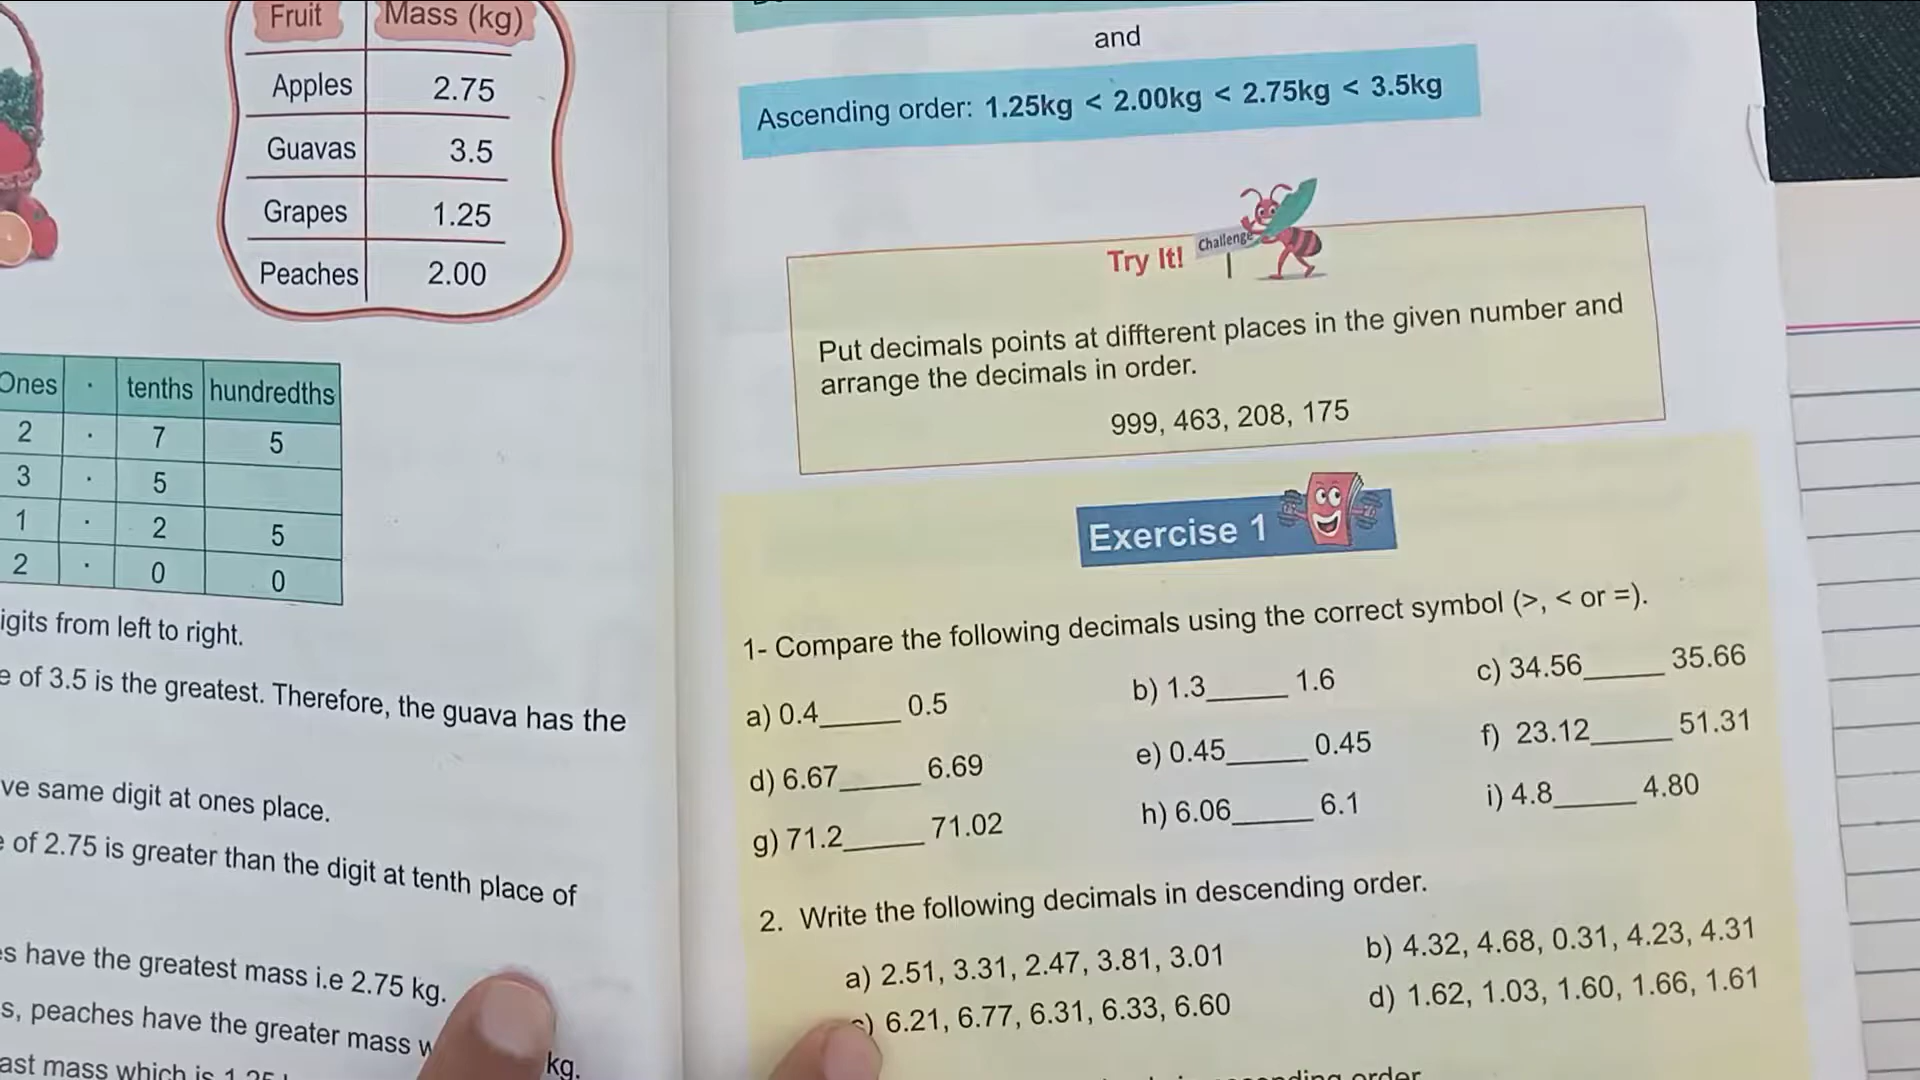 Fruit Mass (kg)
Apples 2.75
Guavas 3.5
Grapes 1.25
Peaches 2.00
Ones . tenths hundredths
2 . 7 5
3 . 5
1 . 2 5
2 . 0 0
igits from left to right.
e of 3.5 is the greatest. Therefore, the guava has the
ve same digit at ones place.
e of 2.75 is greater than the digit at tenth place of
s have the greatest mass i.e 2.75 kg.
s, peaches have the greater mass kg.
ast mass which is
and
Ascending order: 1.25kg < 2.00kg < 2.75kg < 3.5kg
Try It! Challenge
Put decimals points at diffterent places in the given number and
arrange the decimals in order.
999, 463, 208, 175
Exercise 1
1- Compare the following decimals using the correct symbol (>, < or =).
a) 0.4_____ 0.5 b) 1.3_____ 1.6 c) 34.56_____ 35.66
d) 6.67_____ 6.69 e) 0.45_____ 0.45 f) 23.12_____ 51.31
g) 71.2_____ 71.02 h) 6.06_____ 6.1 i) 4.8_____ 4.80
2. Write the following decimals in descending order.
a) 2.51, 3.31, 2.47, 3.81, 3.01 b) 4.32, 4.68, 0.31, 4.23, 4.31
c) 6.21, 6.77, 6.31, 6.33, 6.60 d) 1.62, 1.03, 1.60, 1.66, 1.61
order